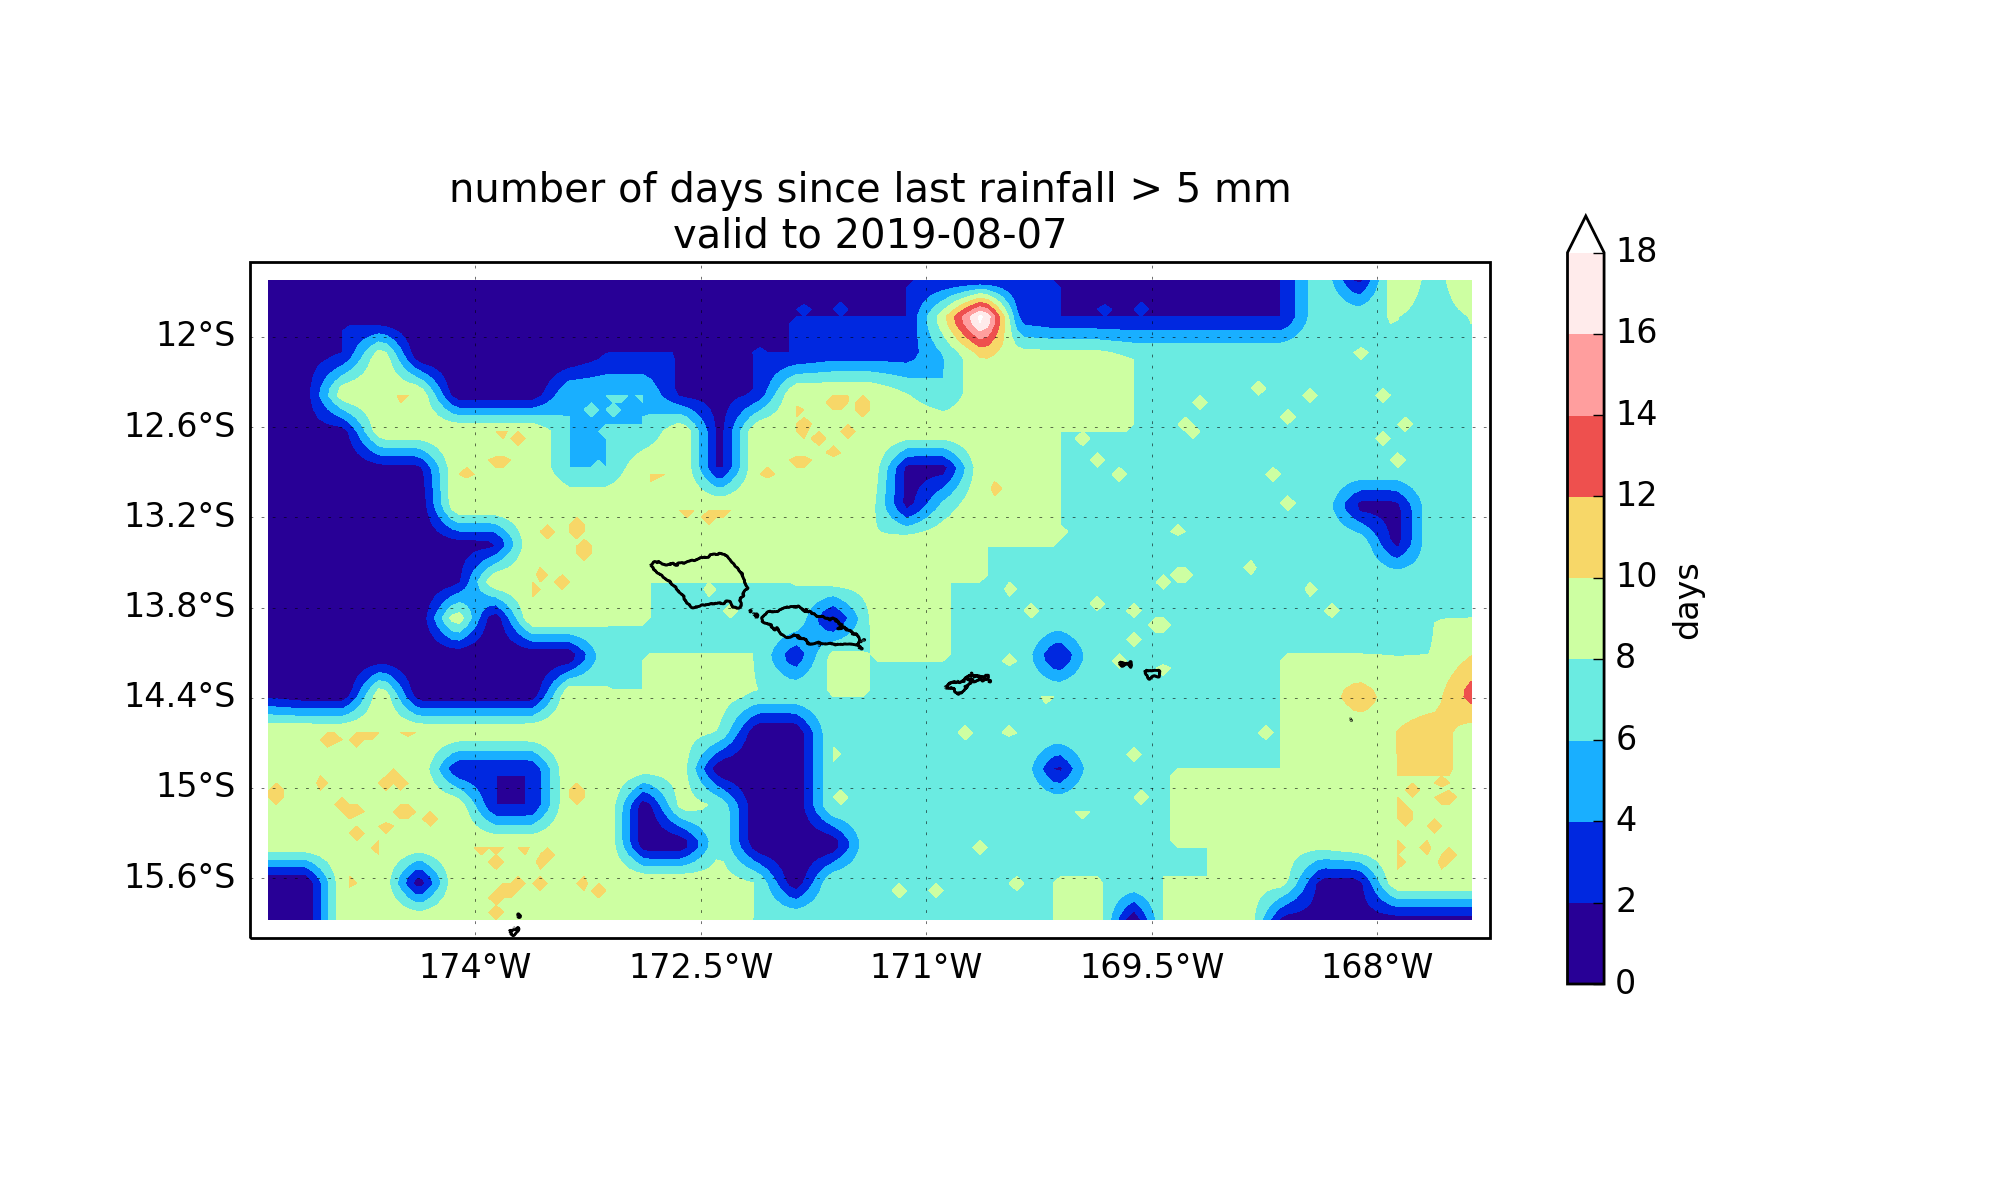 number of days since last rainfall > 5 mm
valid to 2019-08-07
12°S
12.6°S
13.2°S
13.8°S
14.4°S
15°S
15.6°S
174°W
172.5°W
171°W
169.5°W
168°W
18
16
14
12
10
8
6
4
2
0
days